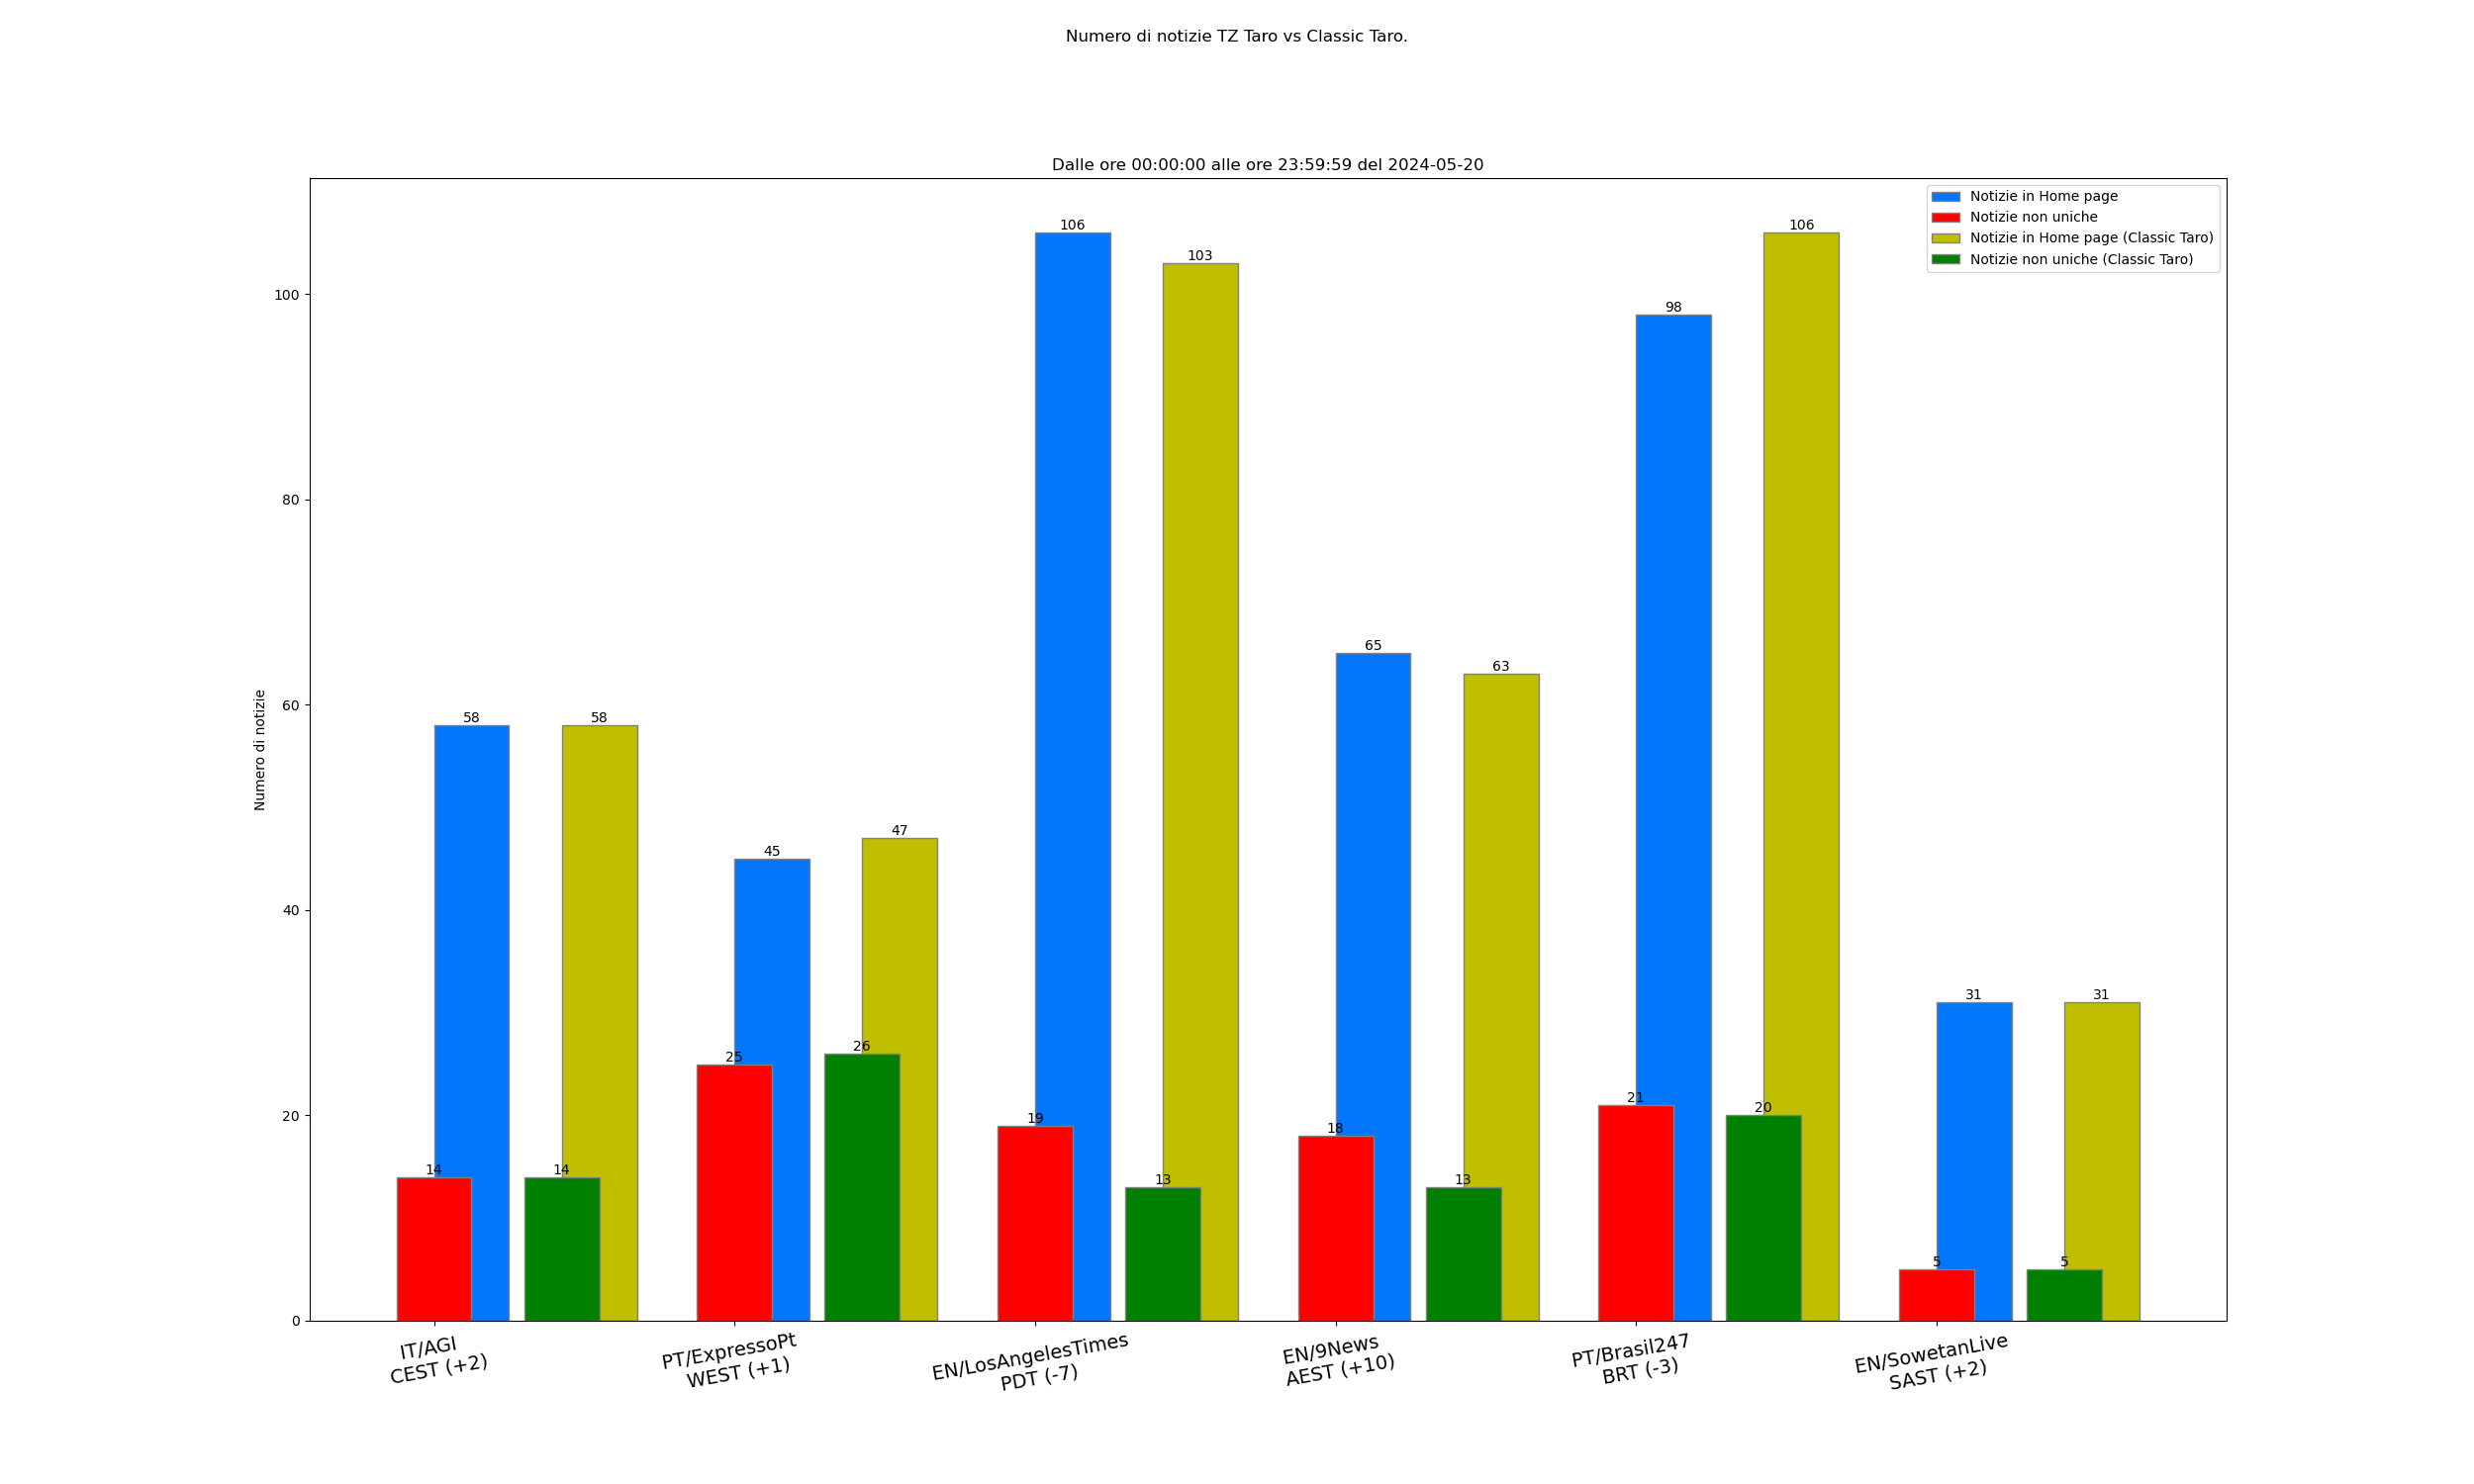 Numero di notizie TZ Taro vs Classic Taro.
Dalle ore 00:00:00 alle ore 23:59:59 del 2024-05-20
Notizie in Home page
Notizie non uniche
Notizie in Home page (Classic Taro)
Notizie non uniche (Classic Taro)
Numero di notizie
100
80
60
40
20
0
58
58
14
14
45
47
25
26
106
103
19
13
65
63
18
13
98
106
21
20
31
31
5
5
IT/AGI
CEST (+2)
PT/ExpressoPt
WEST (+1)
EN/LosAngelesTimes
PDT (-7)
EN/9News
AEST (+10)
PT/Brasil247
BRT (-3)
EN/SowetanLive
SAST (+2)